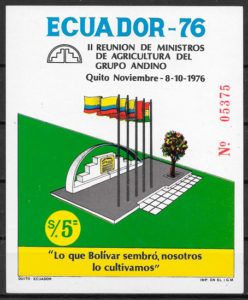 ECUADOR-76
II REUNION DE MINISTROS
DE AGRICULTURA DEL
GRUPO ANDINO
Quito Noviembre-8-10-1976
Nº 05375
S/.5=
"Lo que Bolívar sembró, nosotros
lo cultivamos"
QUITO-ECUADOR
IMP. EN EL I.G.M